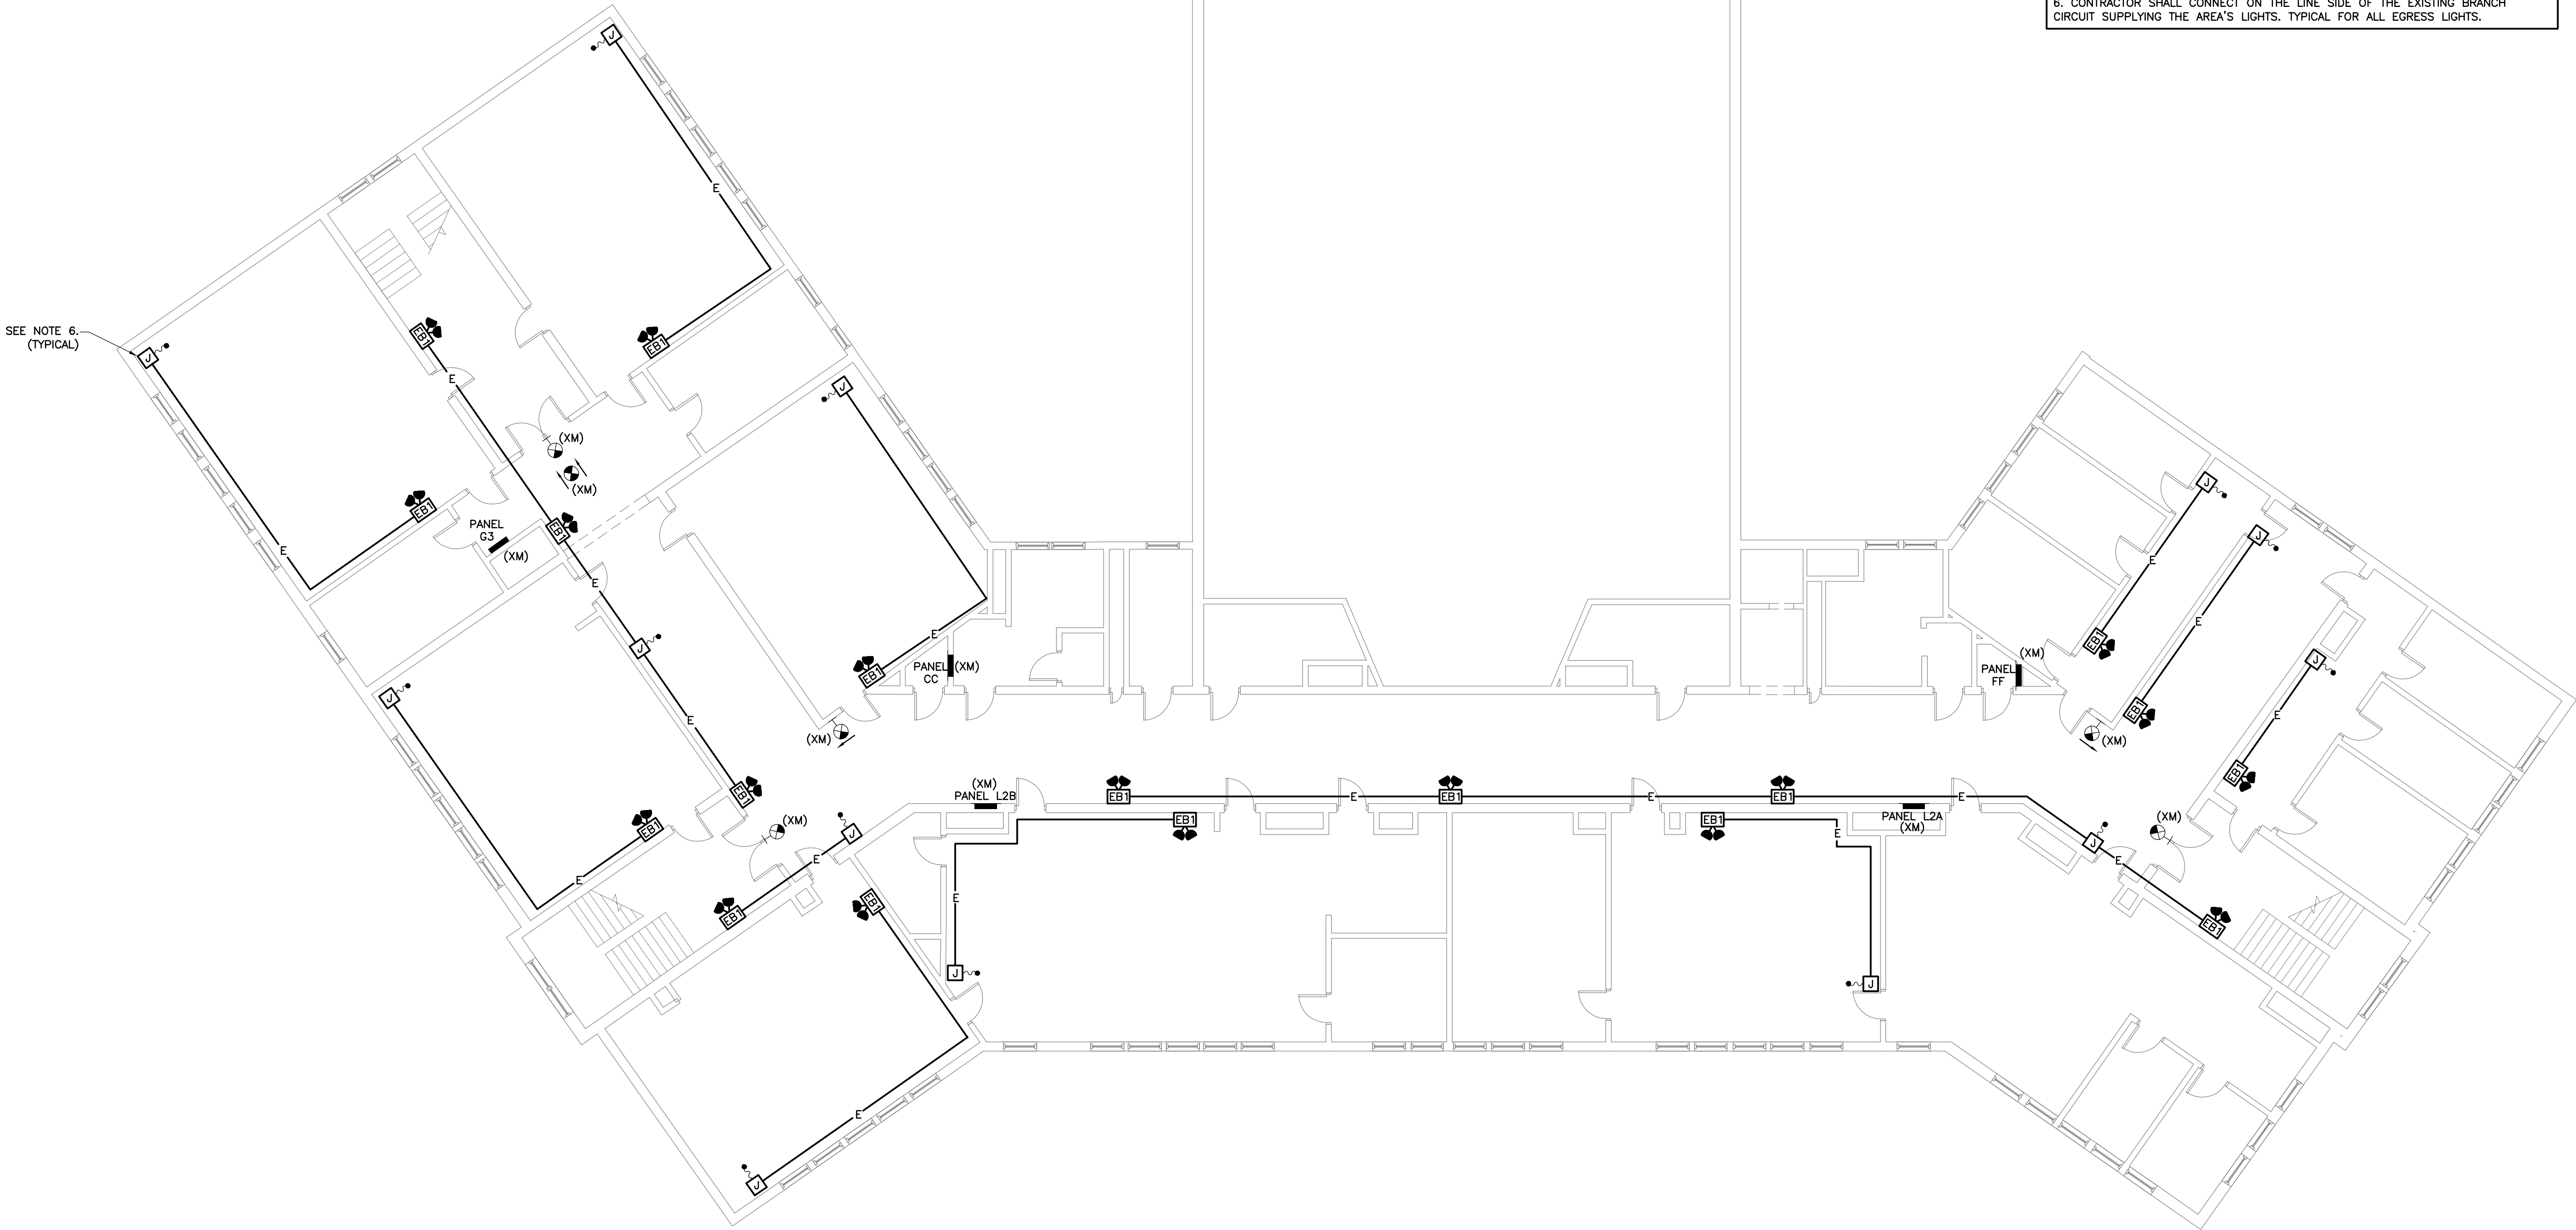 6. CONTRACTOR SHALL CONNECT ON THE LINE SIDE OF THE EXISTING BRANCH
CIRCUIT SUPPLYING THE AREA'S LIGHTS. TYPICAL FOR ALL EGRESS LIGHTS.
J
E
SEE NOTE 6.
(TYPICAL)
EB1
EB1
J
E
J
(XM)
J
(XM)
EB1
PANEL
G3
EB1
J
E
(XM)
E
E
E
E
EB1
J
(XM)
J
PANEL (XM)
CC
PANEL
FF
EB1
J
EB1
E
E
(XM)
(XM)
EB1
(XM)
PANEL L2B
EB1
EB1
E
EB1
E
EB1
E
PANEL L2A
(XM)
(XM)
(XM)
EB1
EB1
EB1
J
E
J
E
E
E
E
EB1
EB1
EB1
J
J
E
J